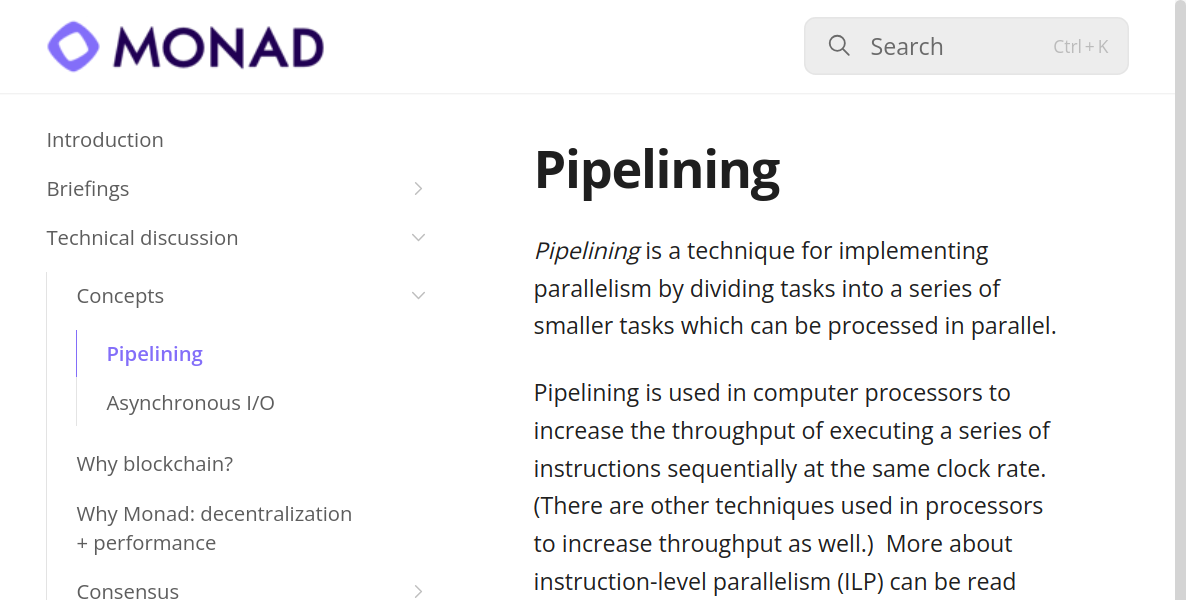 MONAD
Search
Ctrl + K
Introduction
Briefings
Technical discussion
Concepts
Pipelining
Asynchronous I/O
Why blockchain?
Why Monad: decentralization
+ performance
Consensus
Pipelining
Pipelining is a technique for implementing
parallelism by dividing tasks into a series of
smaller tasks which can be processed in parallel.
Pipelining is used in computer processors to
increase the throughput of executing a series of
instructions sequentially at the same clock rate.
(There are other techniques used in processors
to increase throughput as well.)  More about
instruction-level parallelism (ILP) can be read